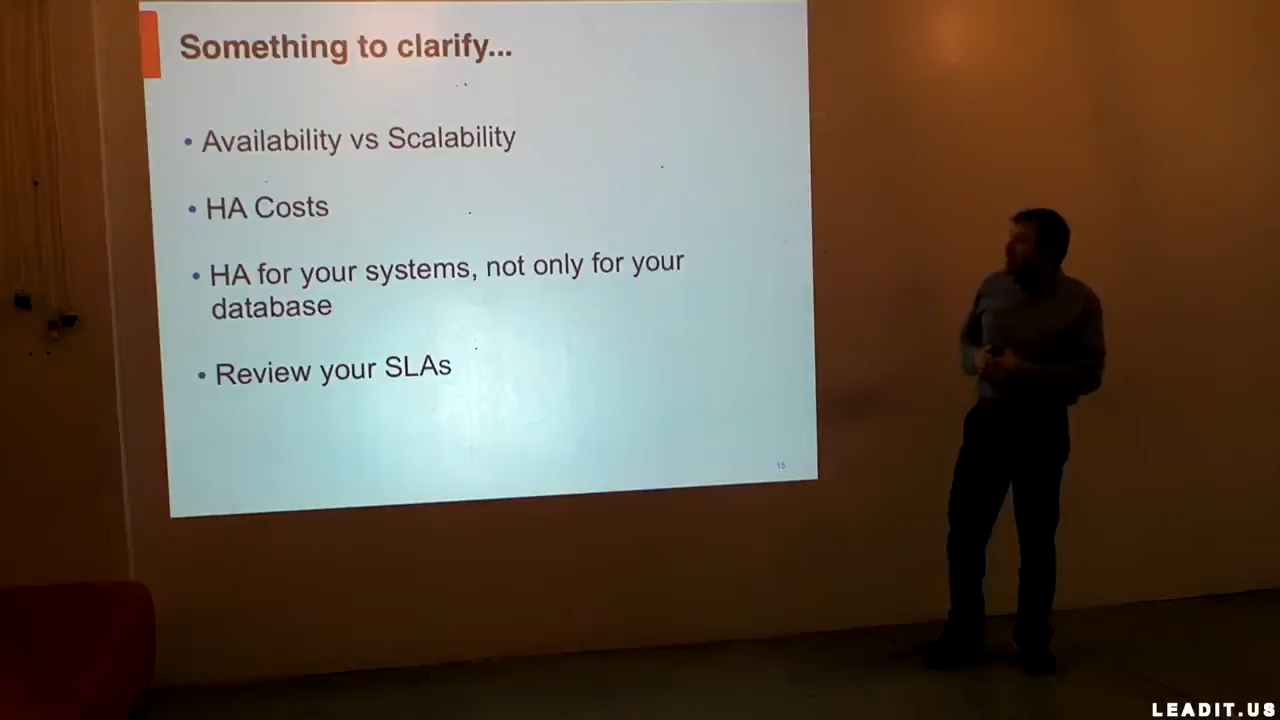 Something to clarify...
• Availability vs Scalability
• HA Costs
• HA for your systems, not only for your
database
• Review your SLAs
15
LEADIT.US